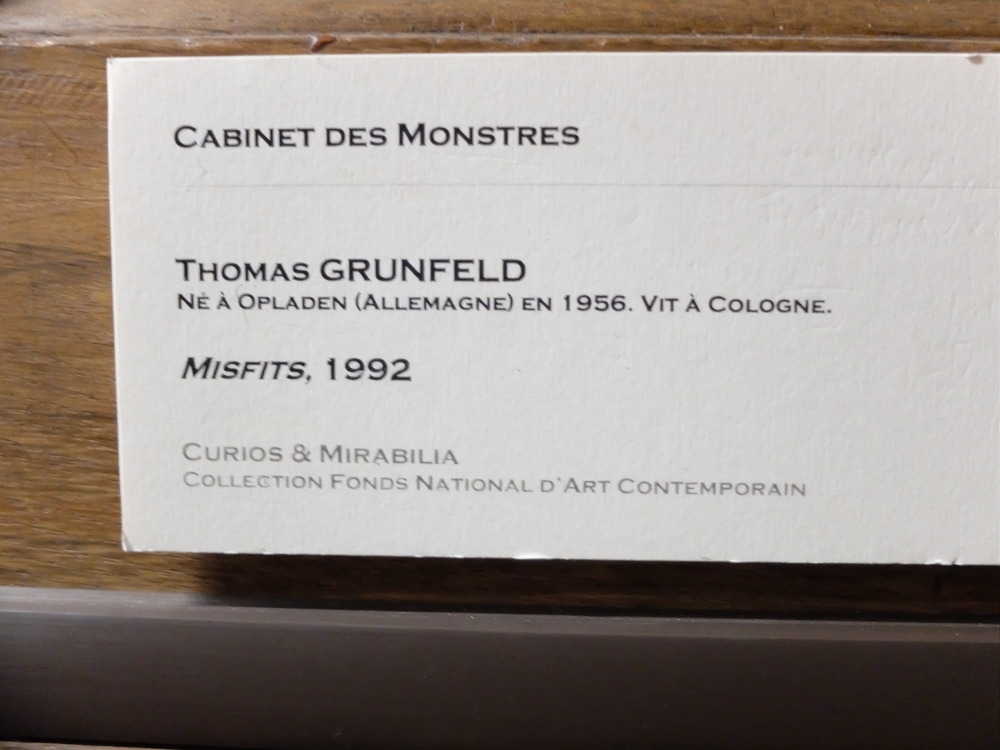 Cabinet des Monstres
Thomas GRUNFELD
Né à Opladen (Allemagne) en 1956. Vit à Cologne.
Misfits, 1992
Curios & Mirabilia
Collection Fonds National d'Art Contemporain